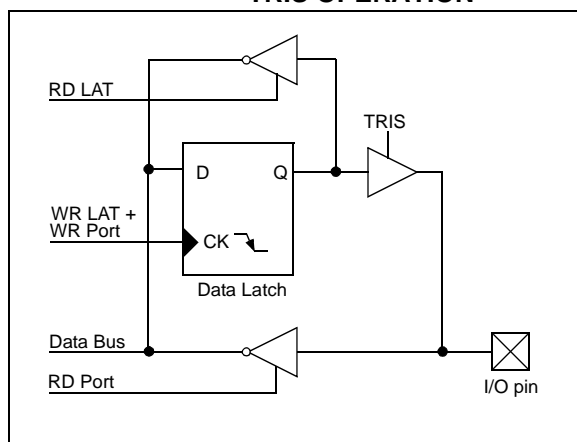 TRIS OPERATION
RD LAT
TRIS
D
Q
WR LAT +
WR Port
CK
Data Latch
Data Bus
RD Port
I/O pin